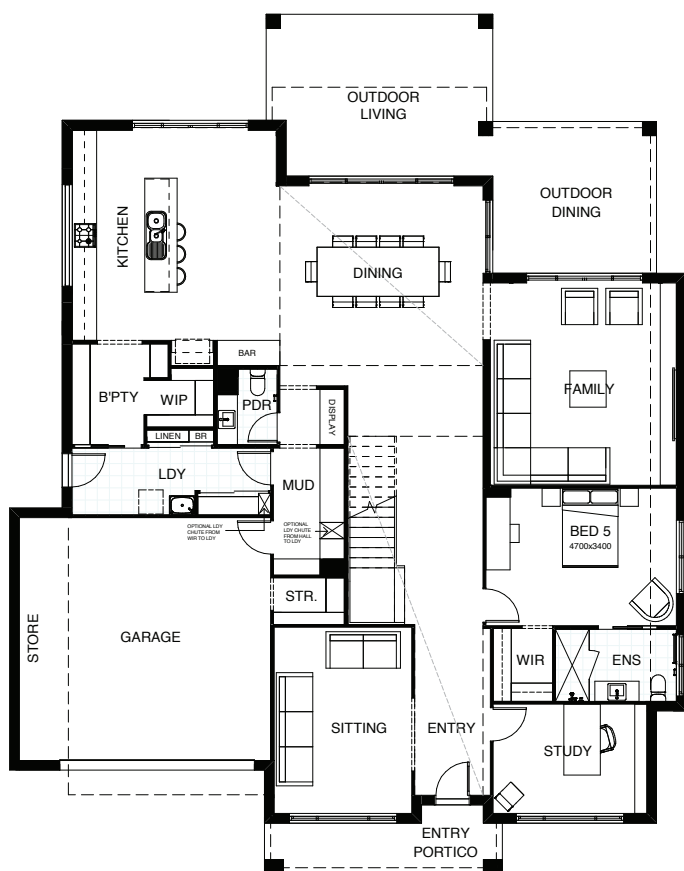 OUTDOOR
LIVING
OUTDOOR
DINING
KITCHEN
DINING
BAR
B'PTY
WIP
PDR
DISPLAY
FAMILY
LINEN
BR
LDY
MUD
OPTIONAL LDY
CHUTE FROM
WIR TO LDY
OPTIONAL
LDY CHUTE
FROM HALL
TO LDY
BED 5
4700x3400
STR.
STORE
GARAGE
WIR
ENS
SITTING
ENTRY
STUDY
ENTRY
PORTICO